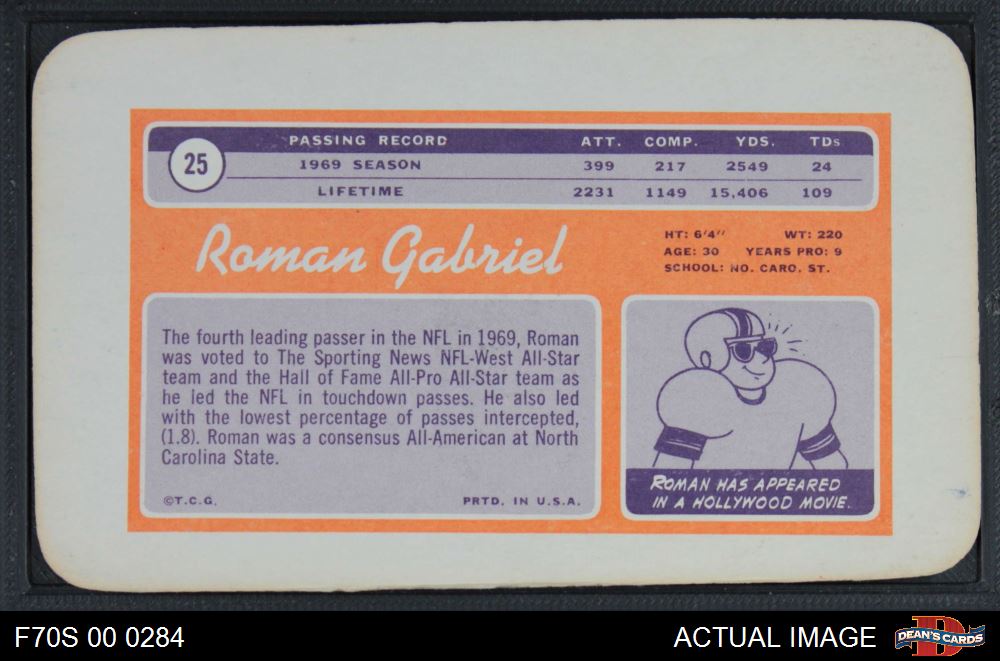 25
PASSING RECORD ATT. COMP. YDS. TDs
1969 SEASON 399 217 2549 24
LIFETIME 2231 1149 15,406 109
Roman Gabriel
HT: 6'4" WT: 220
AGE: 30 YEARS PRO: 9
SCHOOL: NO. CARO. ST.
The fourth leading passer in the NFL in 1969, Roman
was voted to The Sporting News NFL-West All-Star
team and the Hall of Fame All-Pro All-Star team as
he led the NFL in touchdown passes. He also led
with the lowest percentage of passes intercepted,
(1.8). Roman was a consensus All-American at North
Carolina State.
©T.C.G. PRTD. IN U.S.A.
ROMAN HAS APPEARED
IN A HOLLYWOOD MOVIE.
F70S 00 0284 ACTUAL IMAGE
D
DEAN'S CARDS